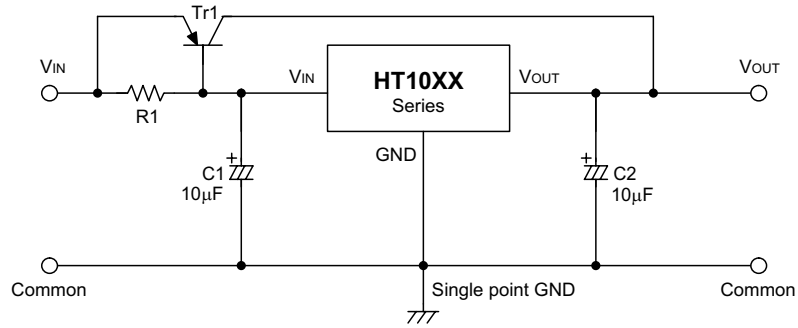 Tr1
VIN
R1
VIN
HT10XX
Series
VOUT
VOUT
GND
C1
10μF
C2
10μF
Common
Single point GND
Common